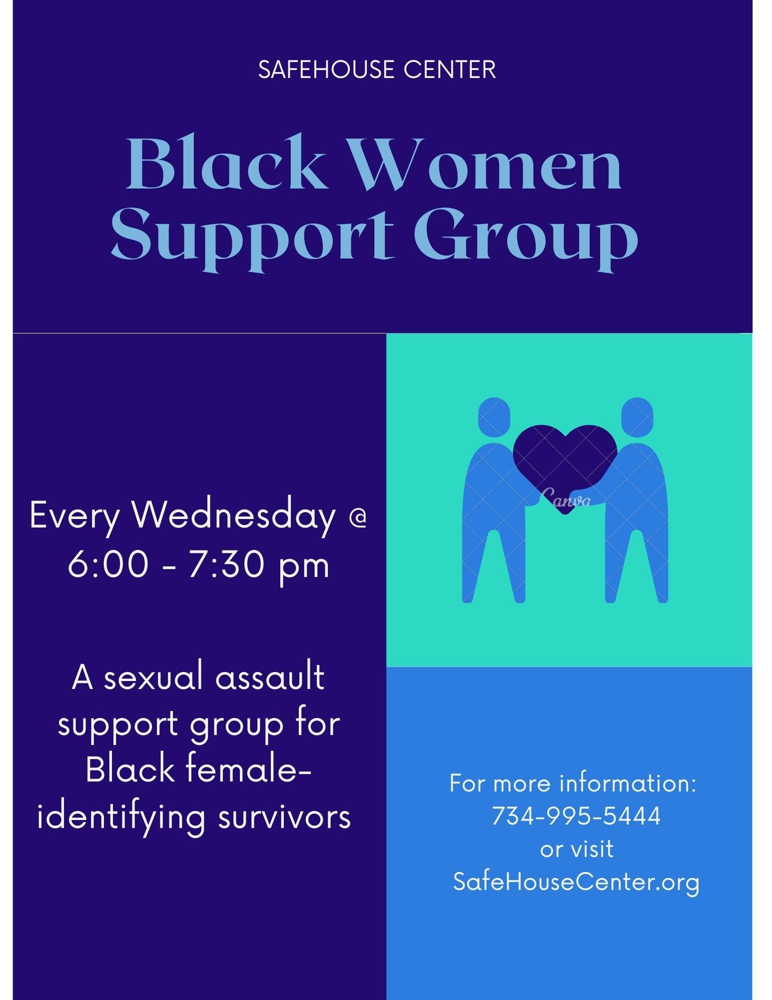 SAFEHOUSE CENTER
Black Women
Support Group
Every Wednesday @
6:00 - 7:30 pm
A sexual assault
support group for
Black female-
identifying survivors
Canva
For more information:
734-995-5444
or visit
SafeHouseCenter.org